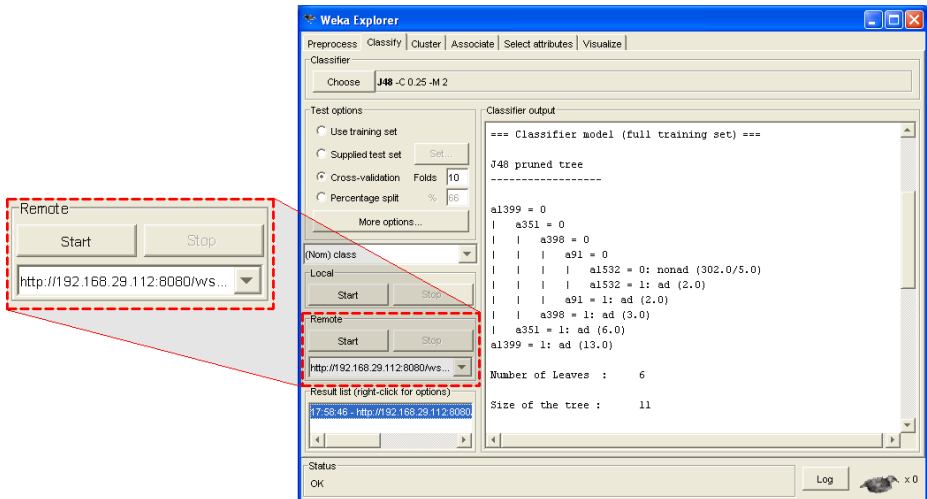 Weka Explorer
Preprocess Classify Cluster Associate Select attributes Visualize
Classifier
Choose J48 -C 0.25 -M 2
Test options
Use training set
Supplied test set Set...
Cross-validation Folds 10
Percentage split % 66
More options...
(Nom) class
Local
Start Stop
Remote
Start Stop
http://192.168.29.112:8080/ws...
Result list (right-click for options)
17:58:46 - http://192.168.29.112:8080
Classifier output
=== Classifier model (full training set) ===
J48 pruned tree
------------------
a1399 = 0
|   a351 = 0
|   |   a398 = 0
|   |   |   a91 = 0
|   |   |   |   a1532 = 0: nonad (302.0/5.0)
|   |   |   |   a1532 = 1: ad (2.0)
|   |   |   a91 = 1: ad (2.0)
|   |   a398 = 1: ad (3.0)
|   a351 = 1: ad (6.0)
a1399 = 1: ad (13.0)
Number of Leaves  :     6
Size of the tree :      11
Status
OK
Log x 0
Remote
Start Stop
http://192.168.29.112:8080/ws...